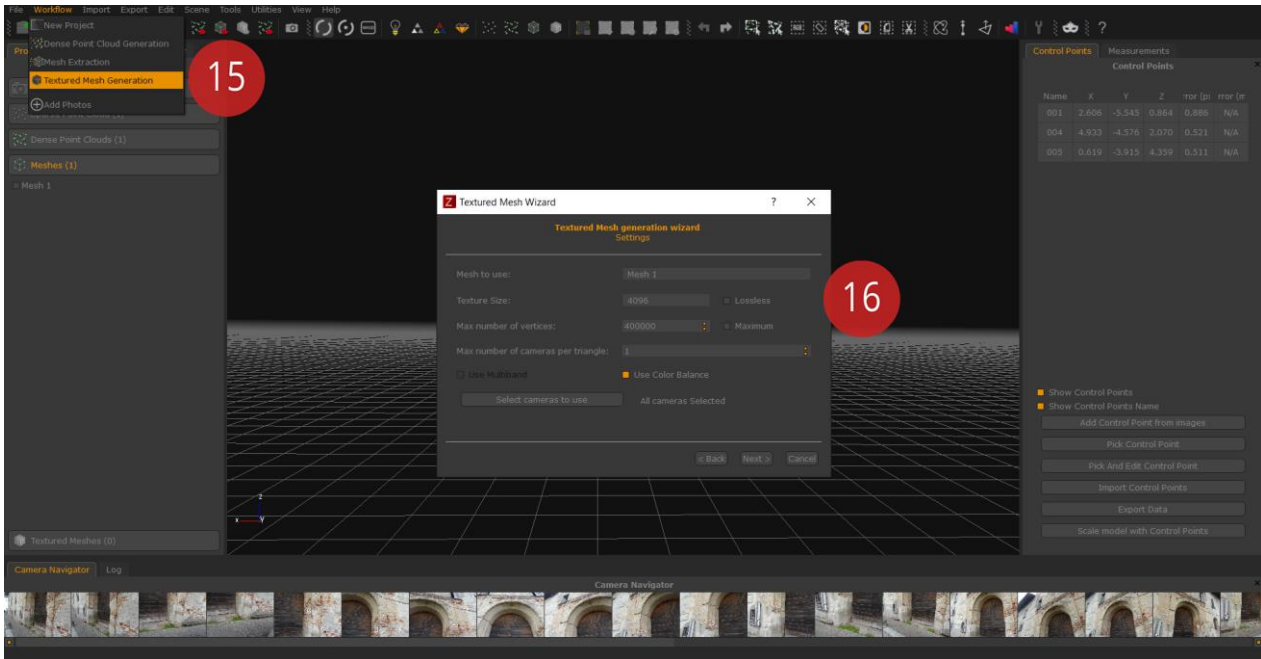 File Workflow Import Export Edit Scene Tools Utilities View Help
New Project
Dense Point Cloud Generation
Mesh Extraction
Textured Mesh Generation
Add Photos
15
Dense Point Clouds (1)
Meshes (1)
Mesh 1
Textured Meshes (0)
Textured Mesh Wizard ? ×
Textured Mesh generation wizard
Settings
Mesh to use: Mesh 1
Texture Size: 4096 Lossless
Max number of vertices: 400000 Maximum
Max number of cameras per triangle: 1
Use Multiband Use Color Balance
Select cameras to use All cameras Selected
< Back Next > Cancel
16
z
x y
Control Points Measurements
Control Points
Name X Y Z
001 2.606 -5.545 0.864 0.886 N/A
004 4.933 -4.576 2.070 0.521 N/A
005 0.619 -3.915 4.359 0.511 N/A
Show Control Points
Show Control Points Name
Add Control Point from images
Pick Control Point
Pick And Edit Control Point
Import Control Points
Export Data
Scale model with Control Points
Camera Navigator Log
Camera Navigator